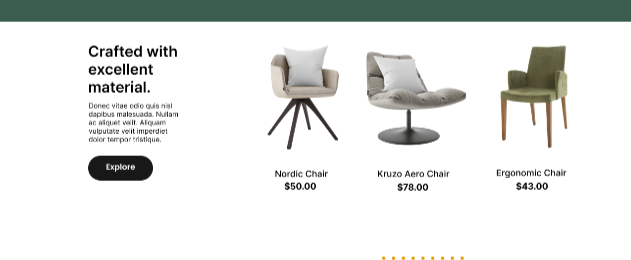 Crafted with
excellent
material.
Donec vitae odio quis nisl
dapibus malesuada. Nullam
ac aliquet velit. Aliquam
vulputate velit imperdiet
dolor tempor tristique.
Explore
Nordic Chair
$50.00
Kruzo Aero Chair
$78.00
Ergonomic Chair
$43.00